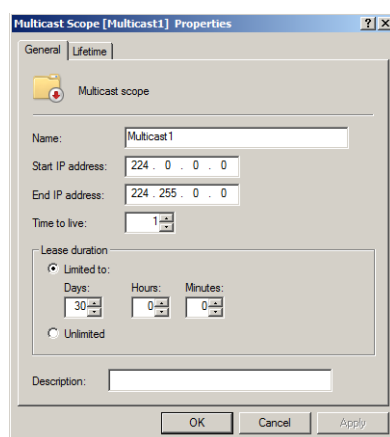 Multicast Scope [Multicast1] Properties
General Lifetime
Multicast scope
Name: Multicast1
Start IP address: 224 . 0 . 0 . 0
End IP address: 224 . 255 . 0 . 0
Time to live: 1
Lease duration
Limited to:
Days: Hours: Minutes:
30 0 0
Unlimited
Description:
OK Cancel Apply